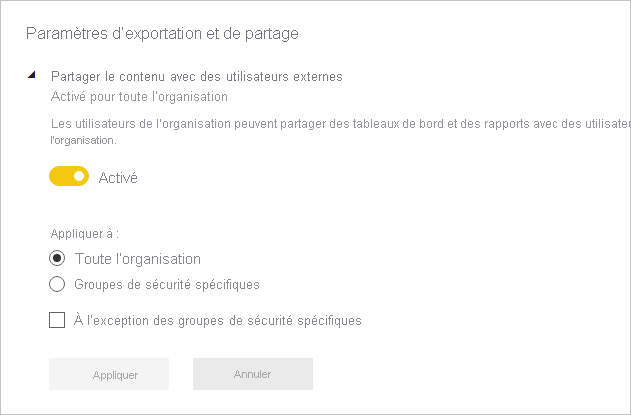 Paramètres d'exportation et de partage
Partager le contenu avec des utilisateurs externes
Activé pour toute l'organisation
Les utilisateurs de l'organisation peuvent partager des tableaux de bord et des rapports avec des utilisate
l'organisation.
Activé
Appliquer à :
Toute l'organisation
Groupes de sécurité spécifiques
À l'exception des groupes de sécurité spécifiques
Appliquer
Annuler